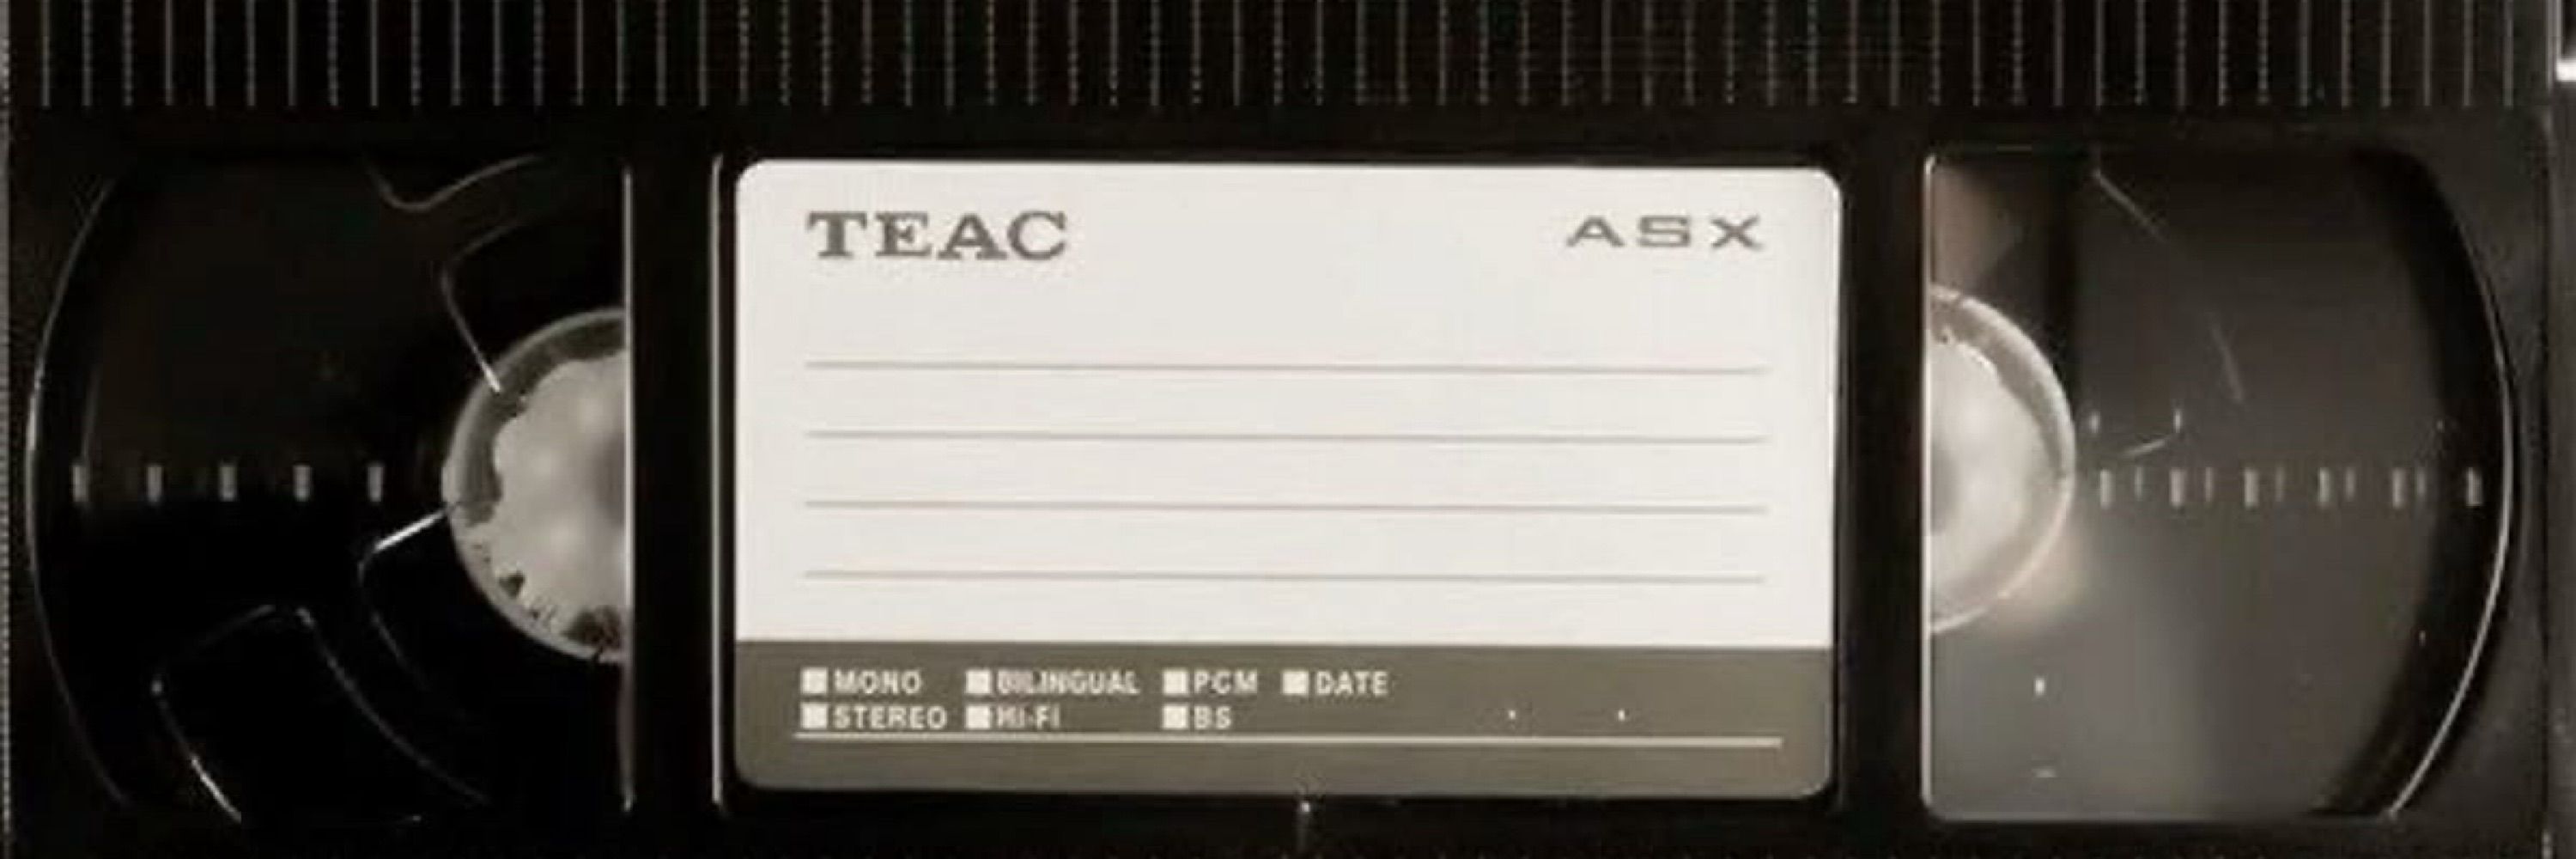 TEAC ASX
MONO BILINGUAL PCM DATE
STEREO Hi-Fi BS